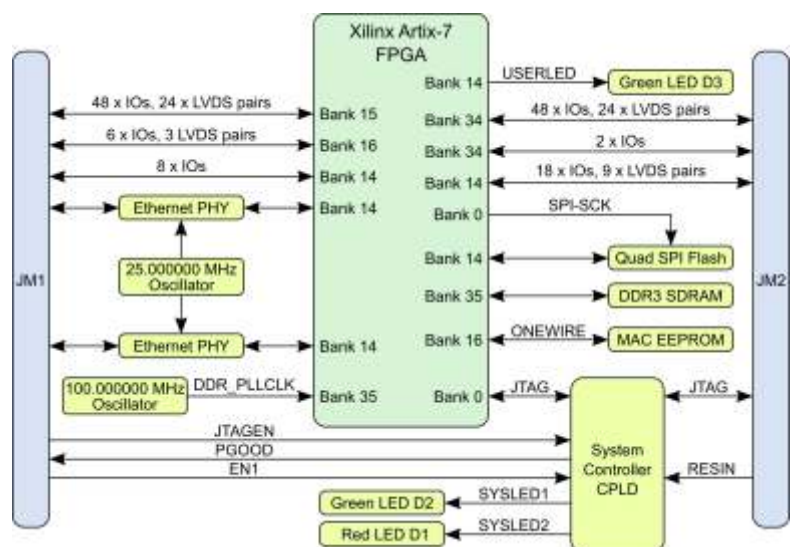 Xilinx Artix-7
FPGA
Bank 14
USERLED
Green LED D3
48 x IOs, 24 x LVDS pairs
Bank 15
Bank 34
48 x IOs, 24 x LVDS pairs
6 x IOs, 3 LVDS pairs
Bank 16
Bank 34
2 x IOs
8 x IOs
Bank 14
Bank 14
18 x IOs, 9 x LVDS pairs
Ethernet PHY
Bank 14
Bank 0
SPI-SCK
Bank 14
Quad SPI Flash
25.000000 MHz
Oscillator
JM1
JM2
Bank 35
DDR3 SDRAM
Ethernet PHY
Bank 14
Bank 16
ONEWIRE
MAC EEPROM
100.000000 MHz
Oscillator
DDR_PLLCLK
Bank 35
Bank 0
JTAG
JTAG
JTAGEN
PGOOD
EN1
System
Controller
CPLD
RESIN
Green LED D2
SYSLED1
Red LED D1
SYSLED2